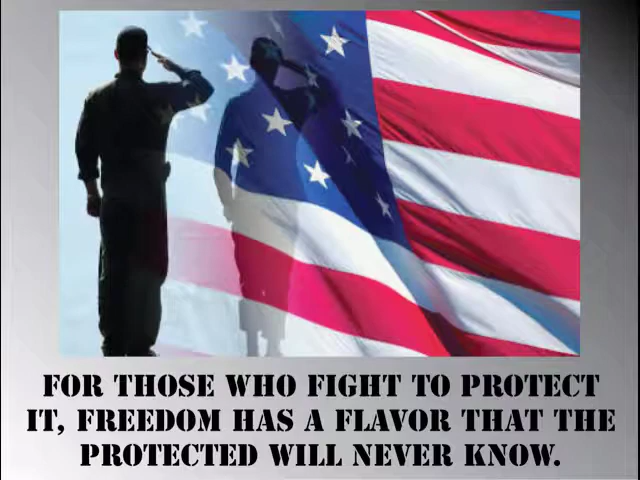 FOR THOSE WHO FIGHT TO PROTECT
IT, FREEDOM HAS A FLAVOR THAT THE
PROTECTED WILL NEVER KNOW.